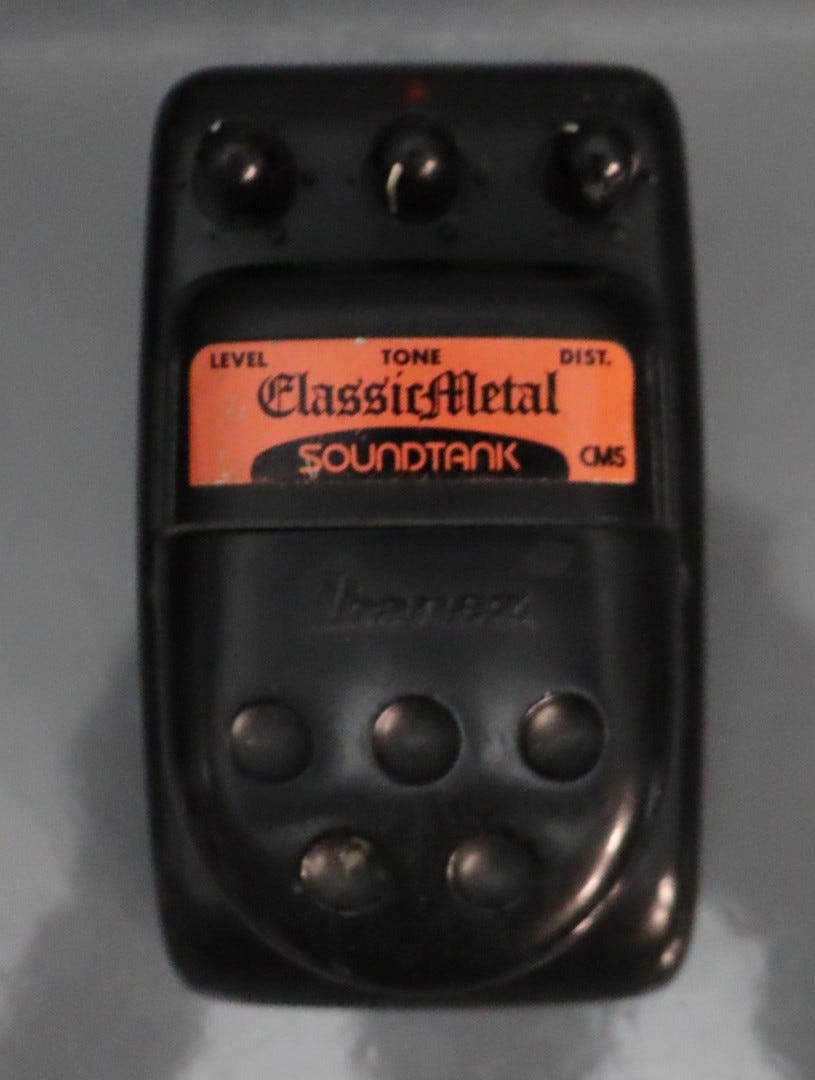 LEVEL TONE DIST.
ClassicMetal
SOUNDTANK CM5
Ibanez